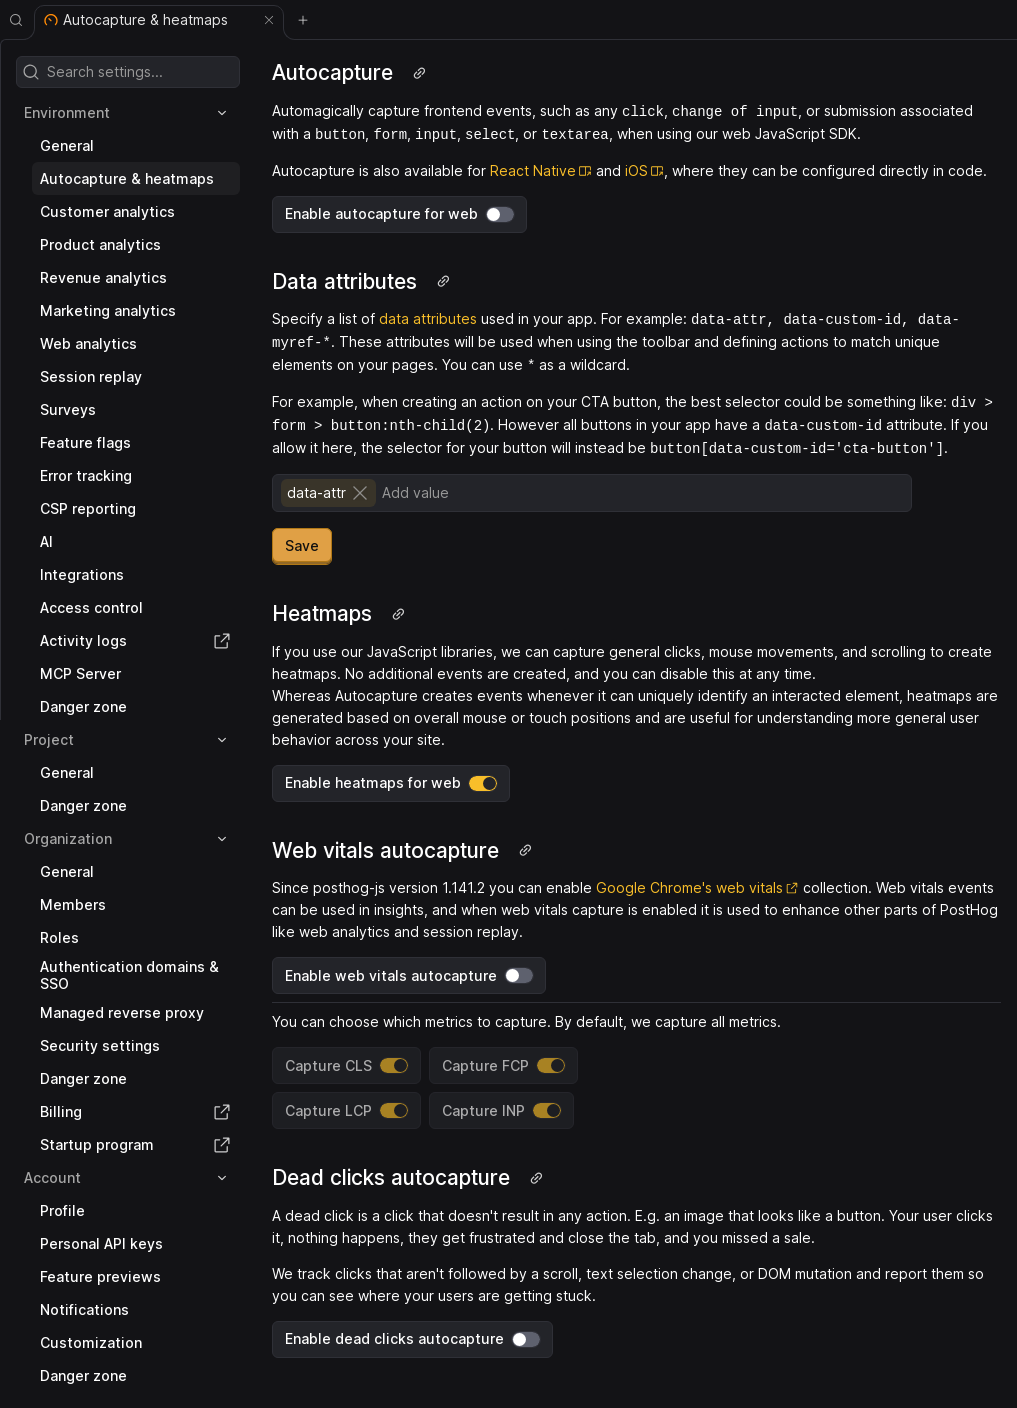 Autocapture & heatmaps
Search settings...
Environment
General
Autocapture & heatmaps
Customer analytics
Product analytics
Revenue analytics
Marketing analytics
Web analytics
Session replay
Surveys
Feature flags
Error tracking
CSP reporting
AI
Integrations
Access control
Activity logs
MCP Server
Danger zone
Project
General
Danger zone
Organization
General
Members
Roles
Authentication domains &
SSO
Managed reverse proxy
Security settings
Danger zone
Billing
Startup program
Account
Profile
Personal API keys
Feature previews
Notifications
Customization
Danger zone
Autocapture
Automagically capture frontend events, such as any click, change of input, or submission associated
with a button, form, input, select, or textarea, when using our web JavaScript SDK.
Autocapture is also available for React Native and iOS, where they can be configured directly in code.
Enable autocapture for web
Data attributes
Specify a list of data attributes used in your app. For example: data-attr, data-custom-id, data-
myref-*. These attributes will be used when using the toolbar and defining actions to match unique
elements on your pages. You can use * as a wildcard.
For example, when creating an action on your CTA button, the best selector could be something like: div >
form > button:nth-child(2). However all buttons in your app have a data-custom-id attribute. If you
allow it here, the selector for your button will instead be button[data-custom-id='cta-button'].
data-attr Add value
Save
Heatmaps
If you use our JavaScript libraries, we can capture general clicks, mouse movements, and scrolling to create
heatmaps. No additional events are created, and you can disable this at any time.
Whereas Autocapture creates events whenever it can uniquely identify an interacted element, heatmaps are
generated based on overall mouse or touch positions and are useful for understanding more general user
behavior across your site.
Enable heatmaps for web
Web vitals autocapture
Since posthog-js version 1.141.2 you can enable Google Chrome's web vitals collection. Web vitals events
can be used in insights, and when web vitals capture is enabled it is used to enhance other parts of PostHog
like web analytics and session replay.
Enable web vitals autocapture
You can choose which metrics to capture. By default, we capture all metrics.
Capture CLS Capture FCP
Capture LCP Capture INP
Dead clicks autocapture
A dead click is a click that doesn't result in any action. E.g. an image that looks like a button. Your user clicks
it, nothing happens, they get frustrated and close the tab, and you missed a sale.
We track clicks that aren't followed by a scroll, text selection change, or DOM mutation and report them so
you can see where your users are getting stuck.
Enable dead clicks autocapture